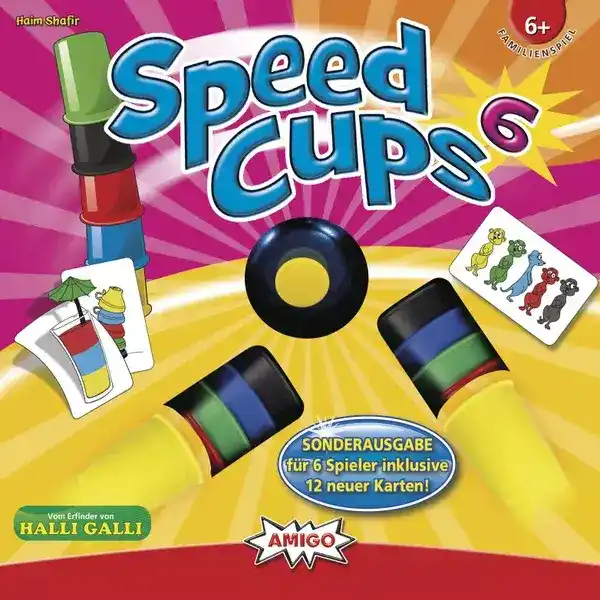 Haim Shafir
6+
FAMILIENSPIEL
Speed
Cups
6
SONDERAUSGABE
für 6 Spieler inklusive
12 neuer Karten!
Vom Erfinder von
HALLI GALLI
AMIGO